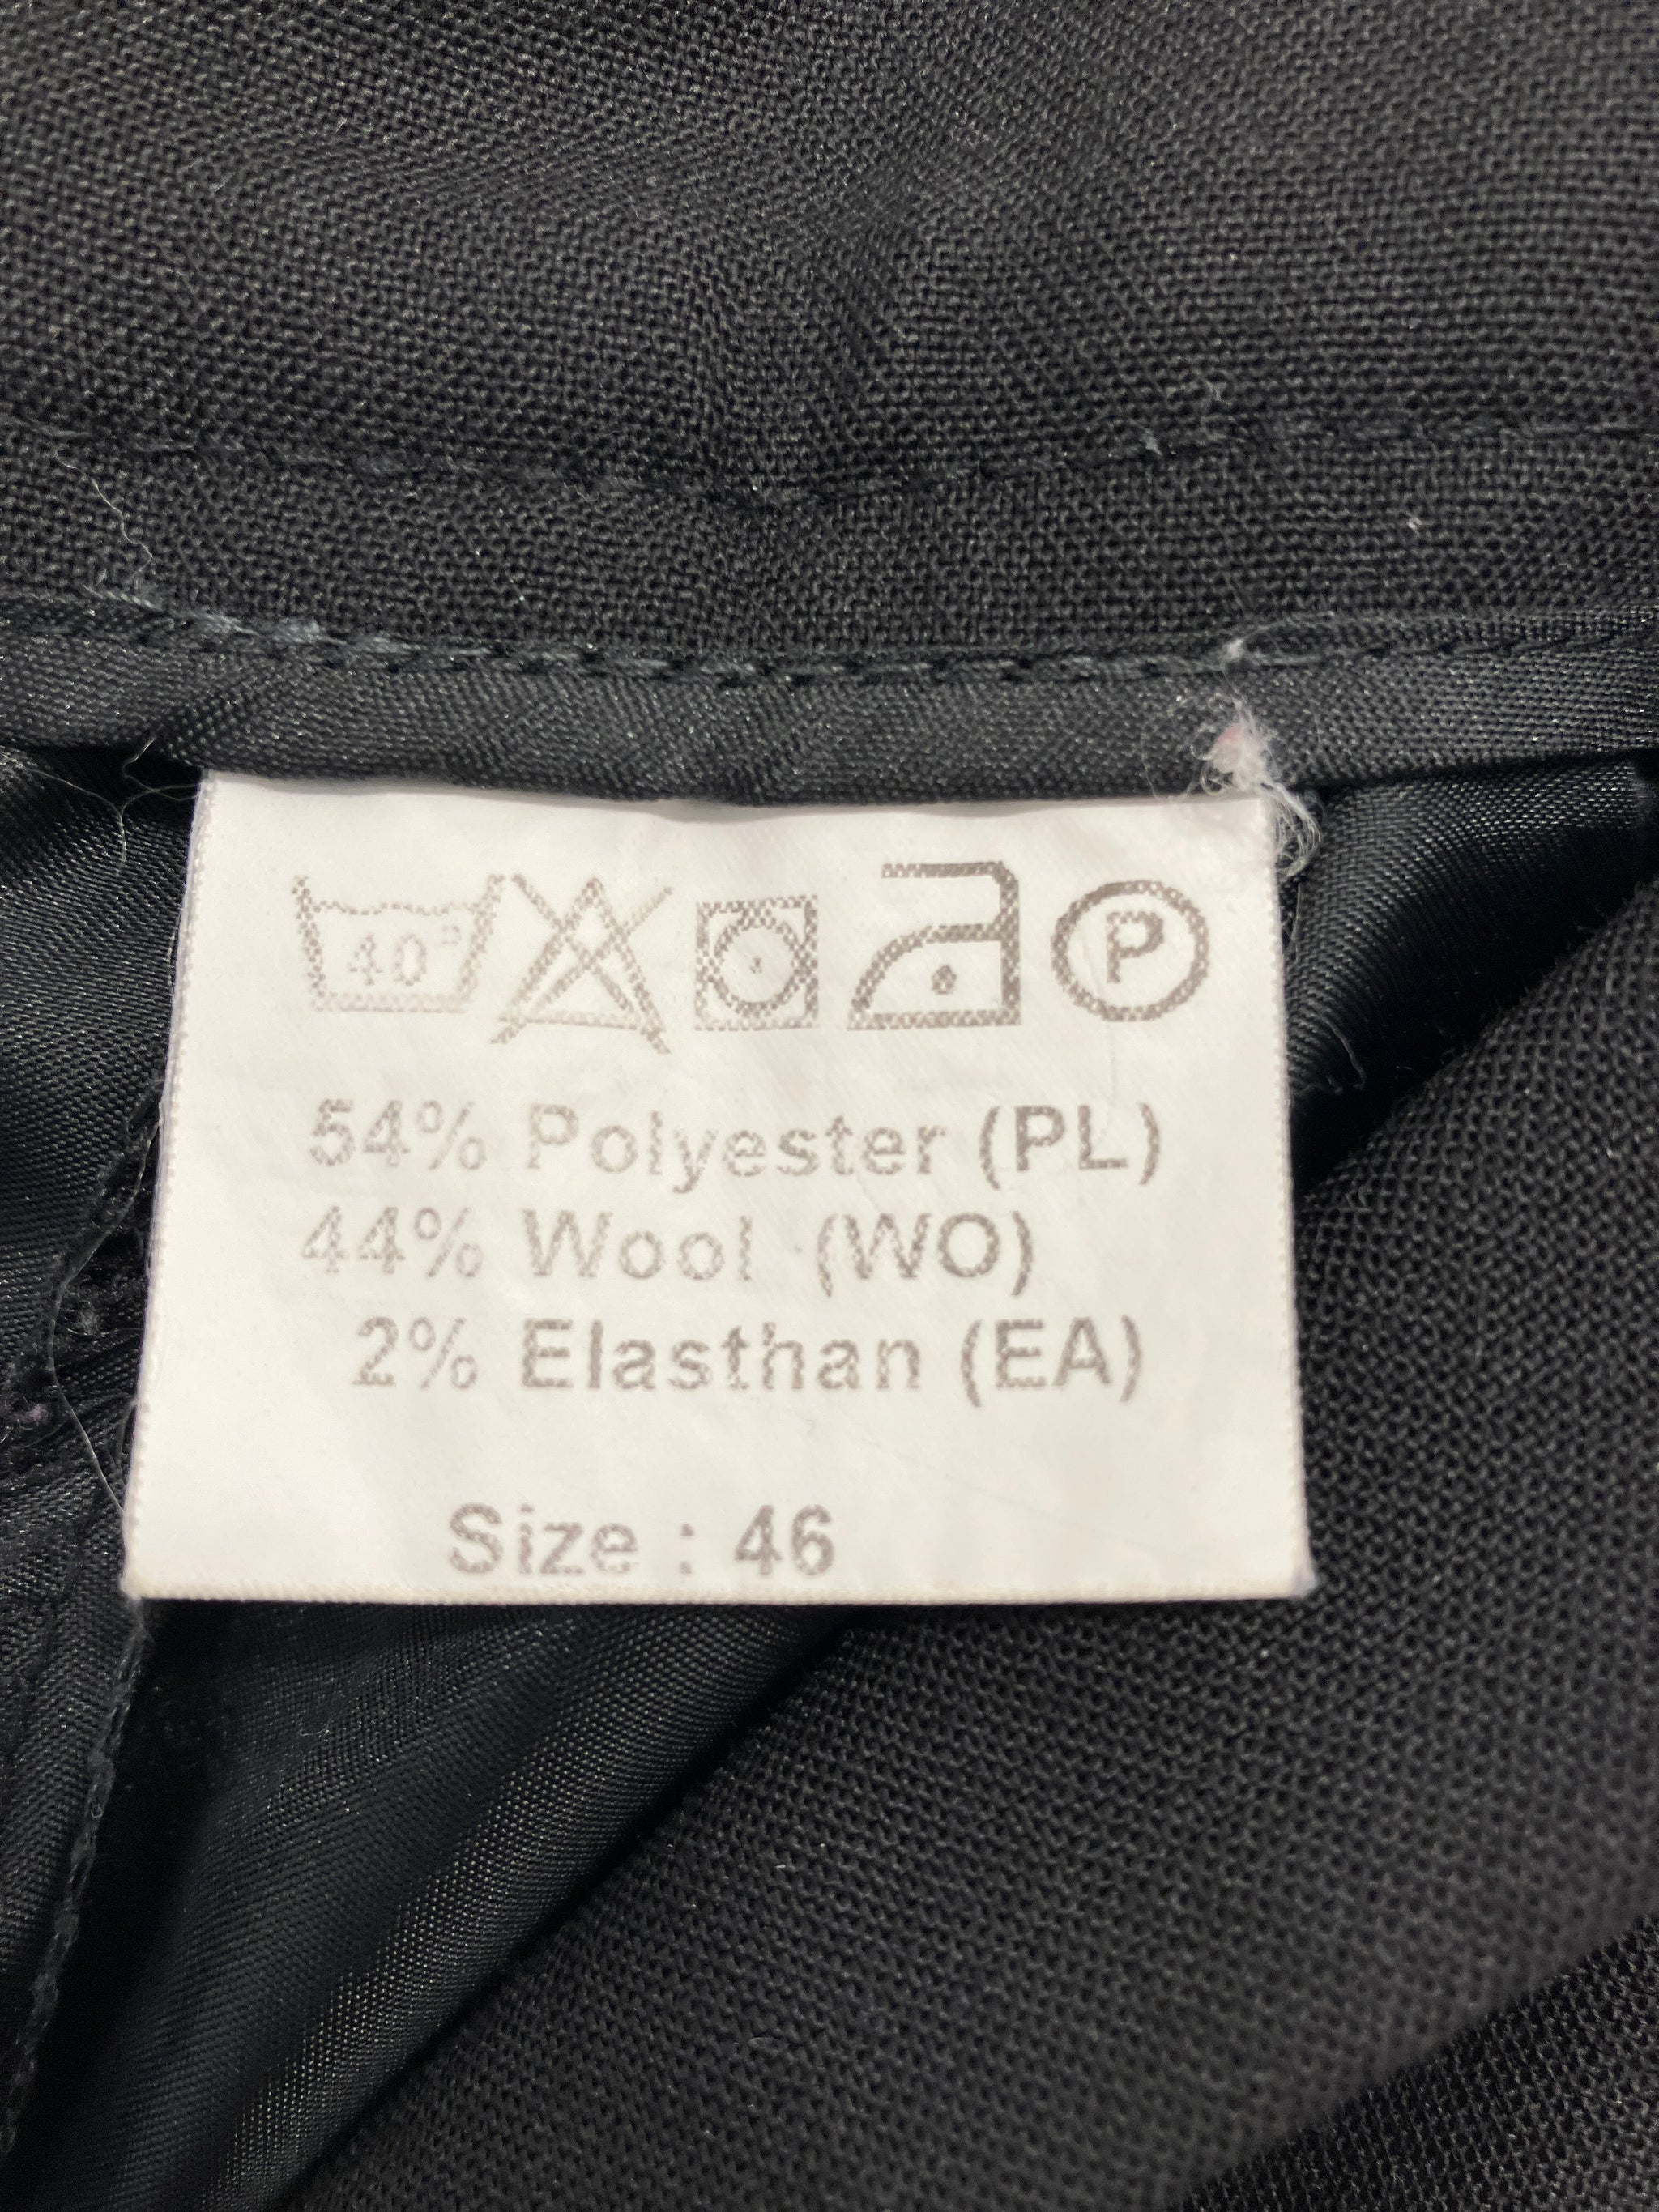 40° P
54% Polyester (PL)
44% Wool (WO)
2% Elasthan (EA)
Size : 46